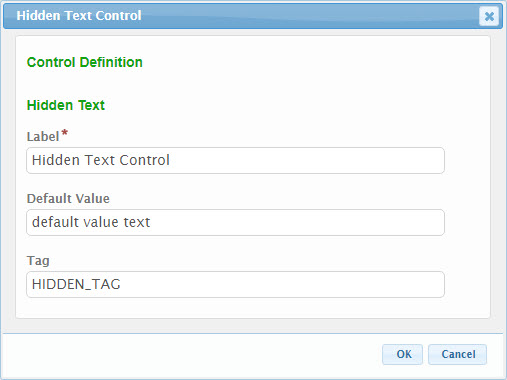 Hidden Text Control
Control Definition
Hidden Text
Label*
Hidden Text Control
Default Value
default value text
Tag
HIDDEN_TAG
OK Cancel